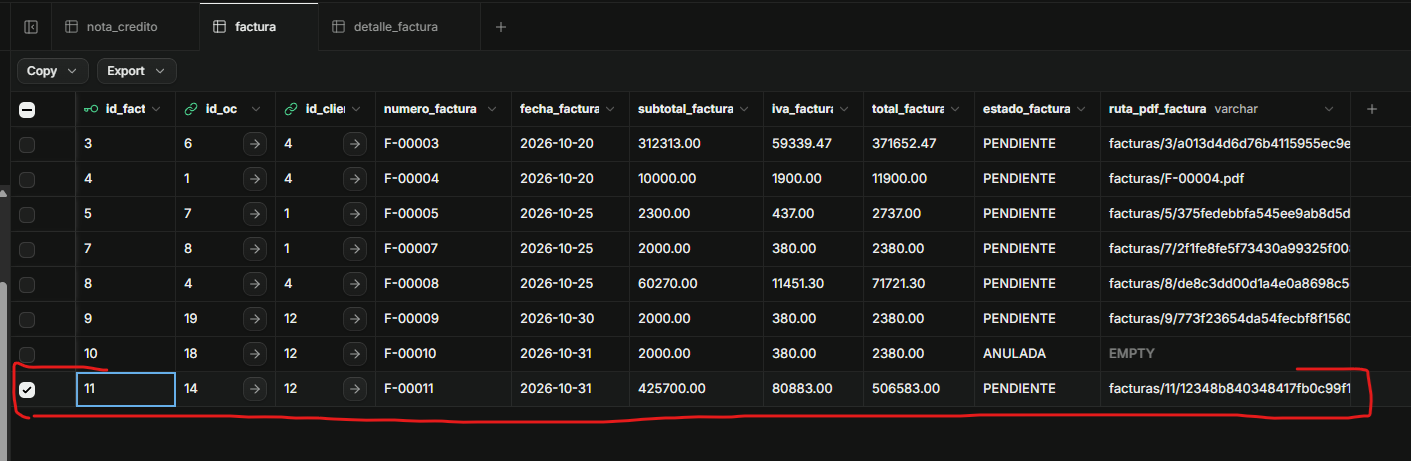 nota_credito factura detalle_factura
Copy Export
id_fact id_oc id_clie numero_factura fecha_factura subtotal_factura iva_factura total_factura estado_factura ruta_pdf_factura varchar
3 6 4 F-00003 2026-10-20 312313.00 59339.47 371652.47 PENDIENTE facturas/3/a013d4d6d76b4115955ec9e
4 1 4 F-00004 2026-10-20 10000.00 1900.00 11900.00 PENDIENTE facturas/F-00004.pdf
5 7 1 F-00005 2026-10-25 2300.00 437.00 2737.00 PENDIENTE facturas/5/375fedebbfa545ee9ab8d5d
7 8 1 F-00007 2026-10-25 2000.00 380.00 2380.00 PENDIENTE facturas/7/2f1fe8fe5f73430a99325f00
8 4 4 F-00008 2026-10-25 60270.00 11451.30 71721.30 PENDIENTE facturas/8/de8c3dd00d1a4e0a8698c5
9 19 12 F-00009 2026-10-30 2000.00 380.00 2380.00 PENDIENTE facturas/9/773f23654da54fecbf8f1560
10 18 12 F-00010 2026-10-31 2000.00 380.00 2380.00 ANULADA EMPTY
11 14 12 F-00011 2026-10-31 425700.00 80883.00 506583.00 PENDIENTE facturas/11/12348b840348417fb0c99f1